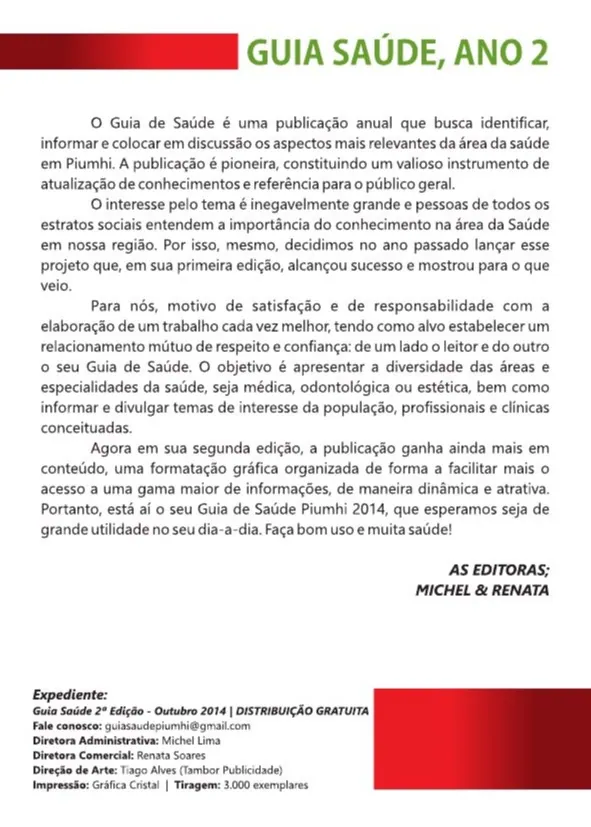 GUIA SAÚDE, ANO 2
O Guia de Saúde é uma publicação anual que busca identificar,
informar e colocar em discussão os aspectos mais relevantes da área da saúde
em Piumhi. A publicação é pioneira, constituindo um valioso instrumento de
atualização de conhecimentos e referência para o público geral.
O interesse pelo tema é inegavelmente grande e pessoas de todos os
estratos sociais entendem a importância do conhecimento na área da Saúde
em nossa região. Por isso, mesmo, decidimos no ano passado lançar esse
projeto que, em sua primeira edição, alcançou sucesso e mostrou para o que
veio.
Para nós, motivo de satisfação e de responsabilidade com a
elaboração de um trabalho cada vez melhor, tendo como alvo estabelecer um
relacionamento mútuo de respeito e confiança: de um lado o leitor e do outro
o seu Guia de Saúde. O objetivo é apresentar a diversidade das áreas e
especialidades da saúde, seja médica, odontológica ou estética, bem como
informar e divulgar temas de interesse da população, profissionais e clínicas
conceituadas.
Agora em sua segunda edição, a publicação ganha ainda mais em
conteúdo, uma formatação gráfica organizada de forma a facilitar mais o
acesso a uma gama maior de informações, de maneira dinâmica e atrativa.
Portanto, está aí o seu Guia de Saúde Piumhi 2014, que esperamos seja de
grande utilidade no seu dia-a-dia. Faça bom uso e muita saúde!
AS EDITORAS;
MICHEL & RENATA
Expediente:
Guia Saúde 2ª Edição - Outubro 2014 | DISTRIBUIÇÃO GRATUITA
Fale conosco: guiasaudepiumhi@gmail.com
Diretora Administrativa: Michel Lima
Diretora Comercial: Renata Soares
Direção de Arte: Tiago Alves (Tambor Publicidade)
Impressão: Gráfica Cristal | Tiragem: 3.000 exemplares